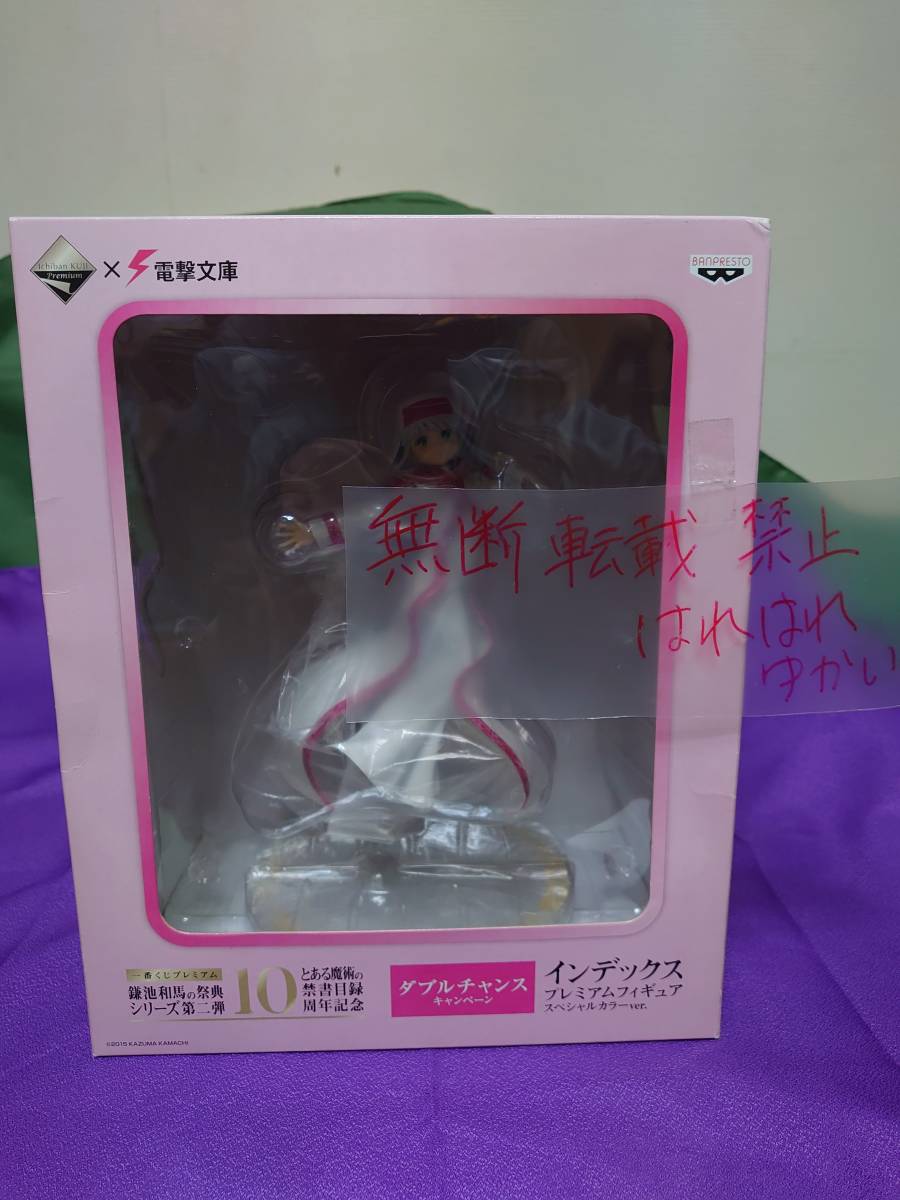 Ichiban KUJI
Premium
×
電撃文庫
BANPRESTO
無断転載 禁止
はれはれ
ゆかい
一番くじプレミアム
鎌池和馬の祭典
シリーズ第二弾
10
とある魔術の
禁書目録
周年記念
ダブルチャンス
キャンペーン
インデックス
プレミアムフィギュア
スペシャルカラーver.
©2015 KAZUMA KAMACHI